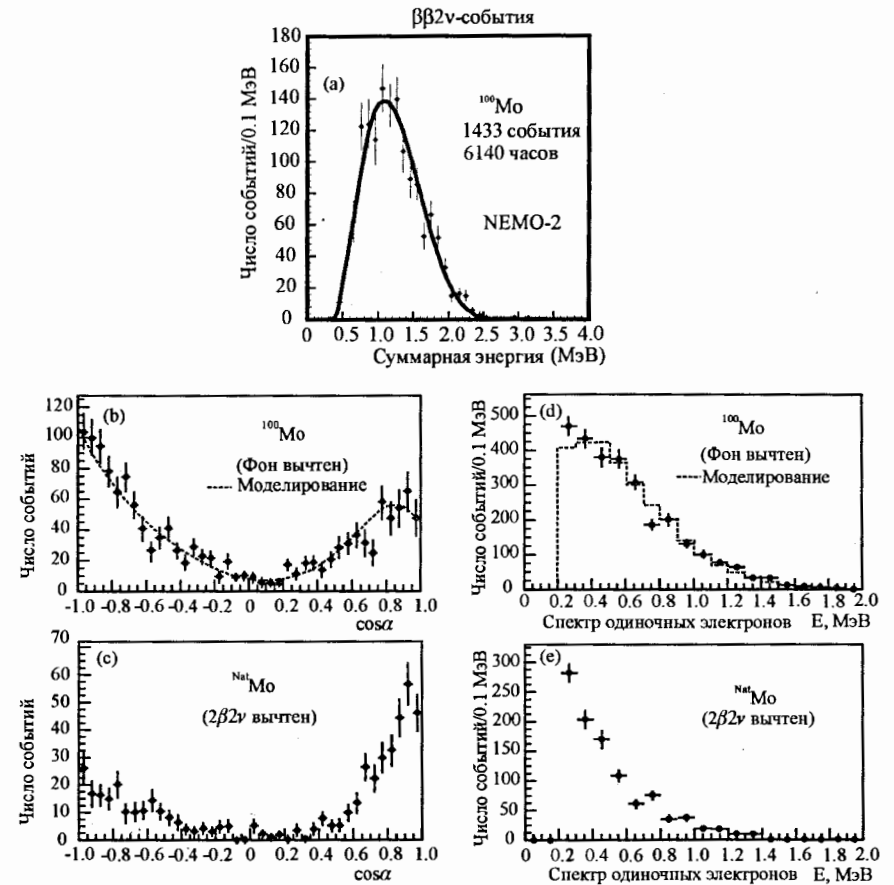 ββ2ν-события
180
160
140
120
100
80
60
40
20
0
Число событий/0.1 МэВ
(a)
¹⁰⁰Mo
1433 события
6140 часов
NEMO-2
0 0.5 1.0 1.5 2.0 2.5 3.0 3.5 4.0
Суммарная энергия (МэВ)
120
100
80
60
40
20
0
Число событий
(b)
¹⁰⁰Mo
(Фон вычтен)
Моделирование
-1.0 -0.8 -0.6 -0.4 -0.2 0 0.2 0.4 0.6 0.8 1.0
cosα
500
400
300
200
100
0
Число событий/0.1 МэВ
(d)
¹⁰⁰Mo
(Фон вычтен)
Моделирование
0 0.2 0.4 0.6 0.8 1.0 1.2 1.4 1.6 1.8 2.0
Спектр одиночных электронов E, МэВ
70
60
50
40
30
20
10
0
Число событий
(c)
ᴺᵃᵗMo
(2β2ν вычтен)
-1.0 -0.8 -0.6 -0.4 -0.2 0 0.2 0.4 0.6 0.8 1.0
cosα
300
250
200
150
100
50
0
Число событий/0.1 МэВ
(e)
ᴺᵃᵗMo
(2β2ν вычтен)
0 0.2 0.4 0.6 0.8 1.0 1.2 1.4 1.6 1.8 2.0
Спектр одиночных электронов E, МэВ